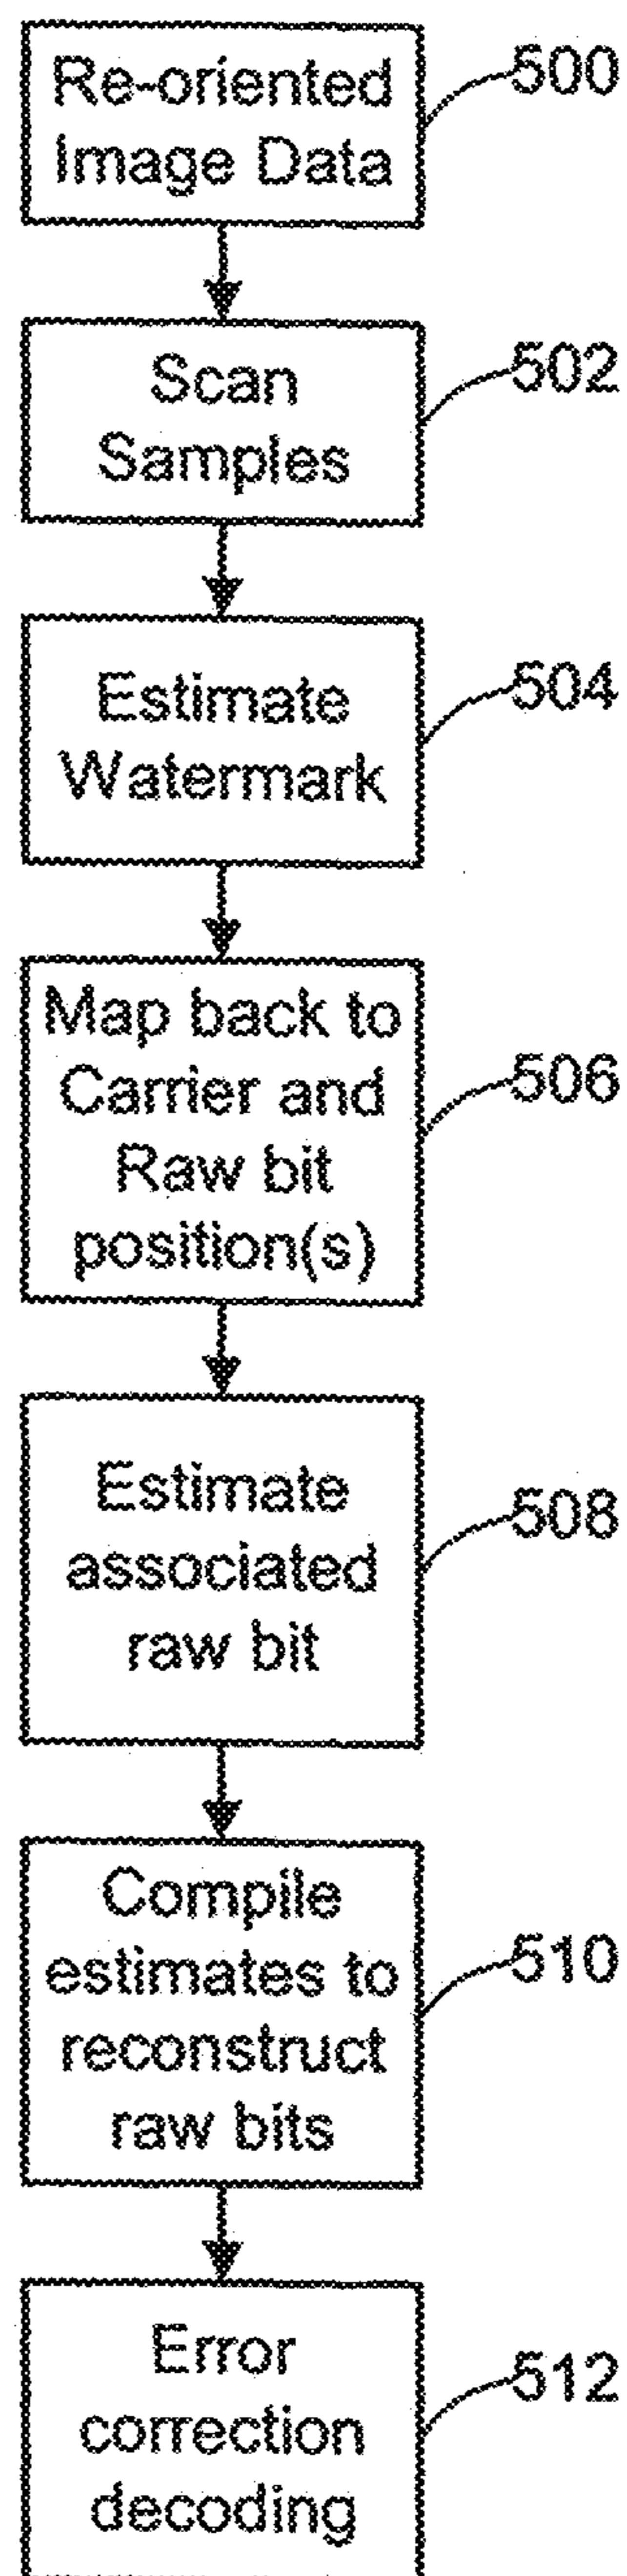 Re-oriented
Image Data
500
Scan
Samples
502
Estimate
Watermark
504
Map back to
Carrier and
Raw bit
position(s)
506
Estimate
associated
raw bit
508
Compile
estimates to
reconstruct
raw bits
510
Error
correction
decoding
512